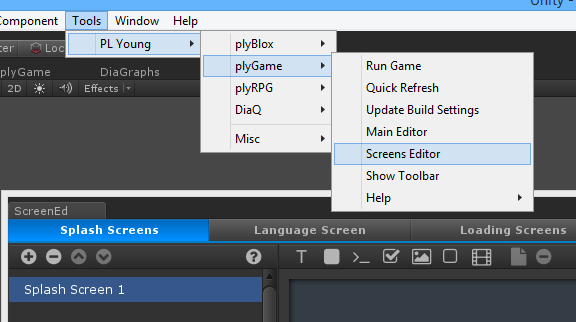 Unity
Component Tools Window Help
PL Young
plyBlox
plyGame
plyRPG
DiaQ
Misc
Run Game
Quick Refresh
Update Build Settings
Main Editor
Screens Editor
Show Toolbar
Help
Loc
plyGame DiaGraphs
2D Effects
ScreenEd
Splash Screens Language Screen Loading Screens
T
Splash Screen 1